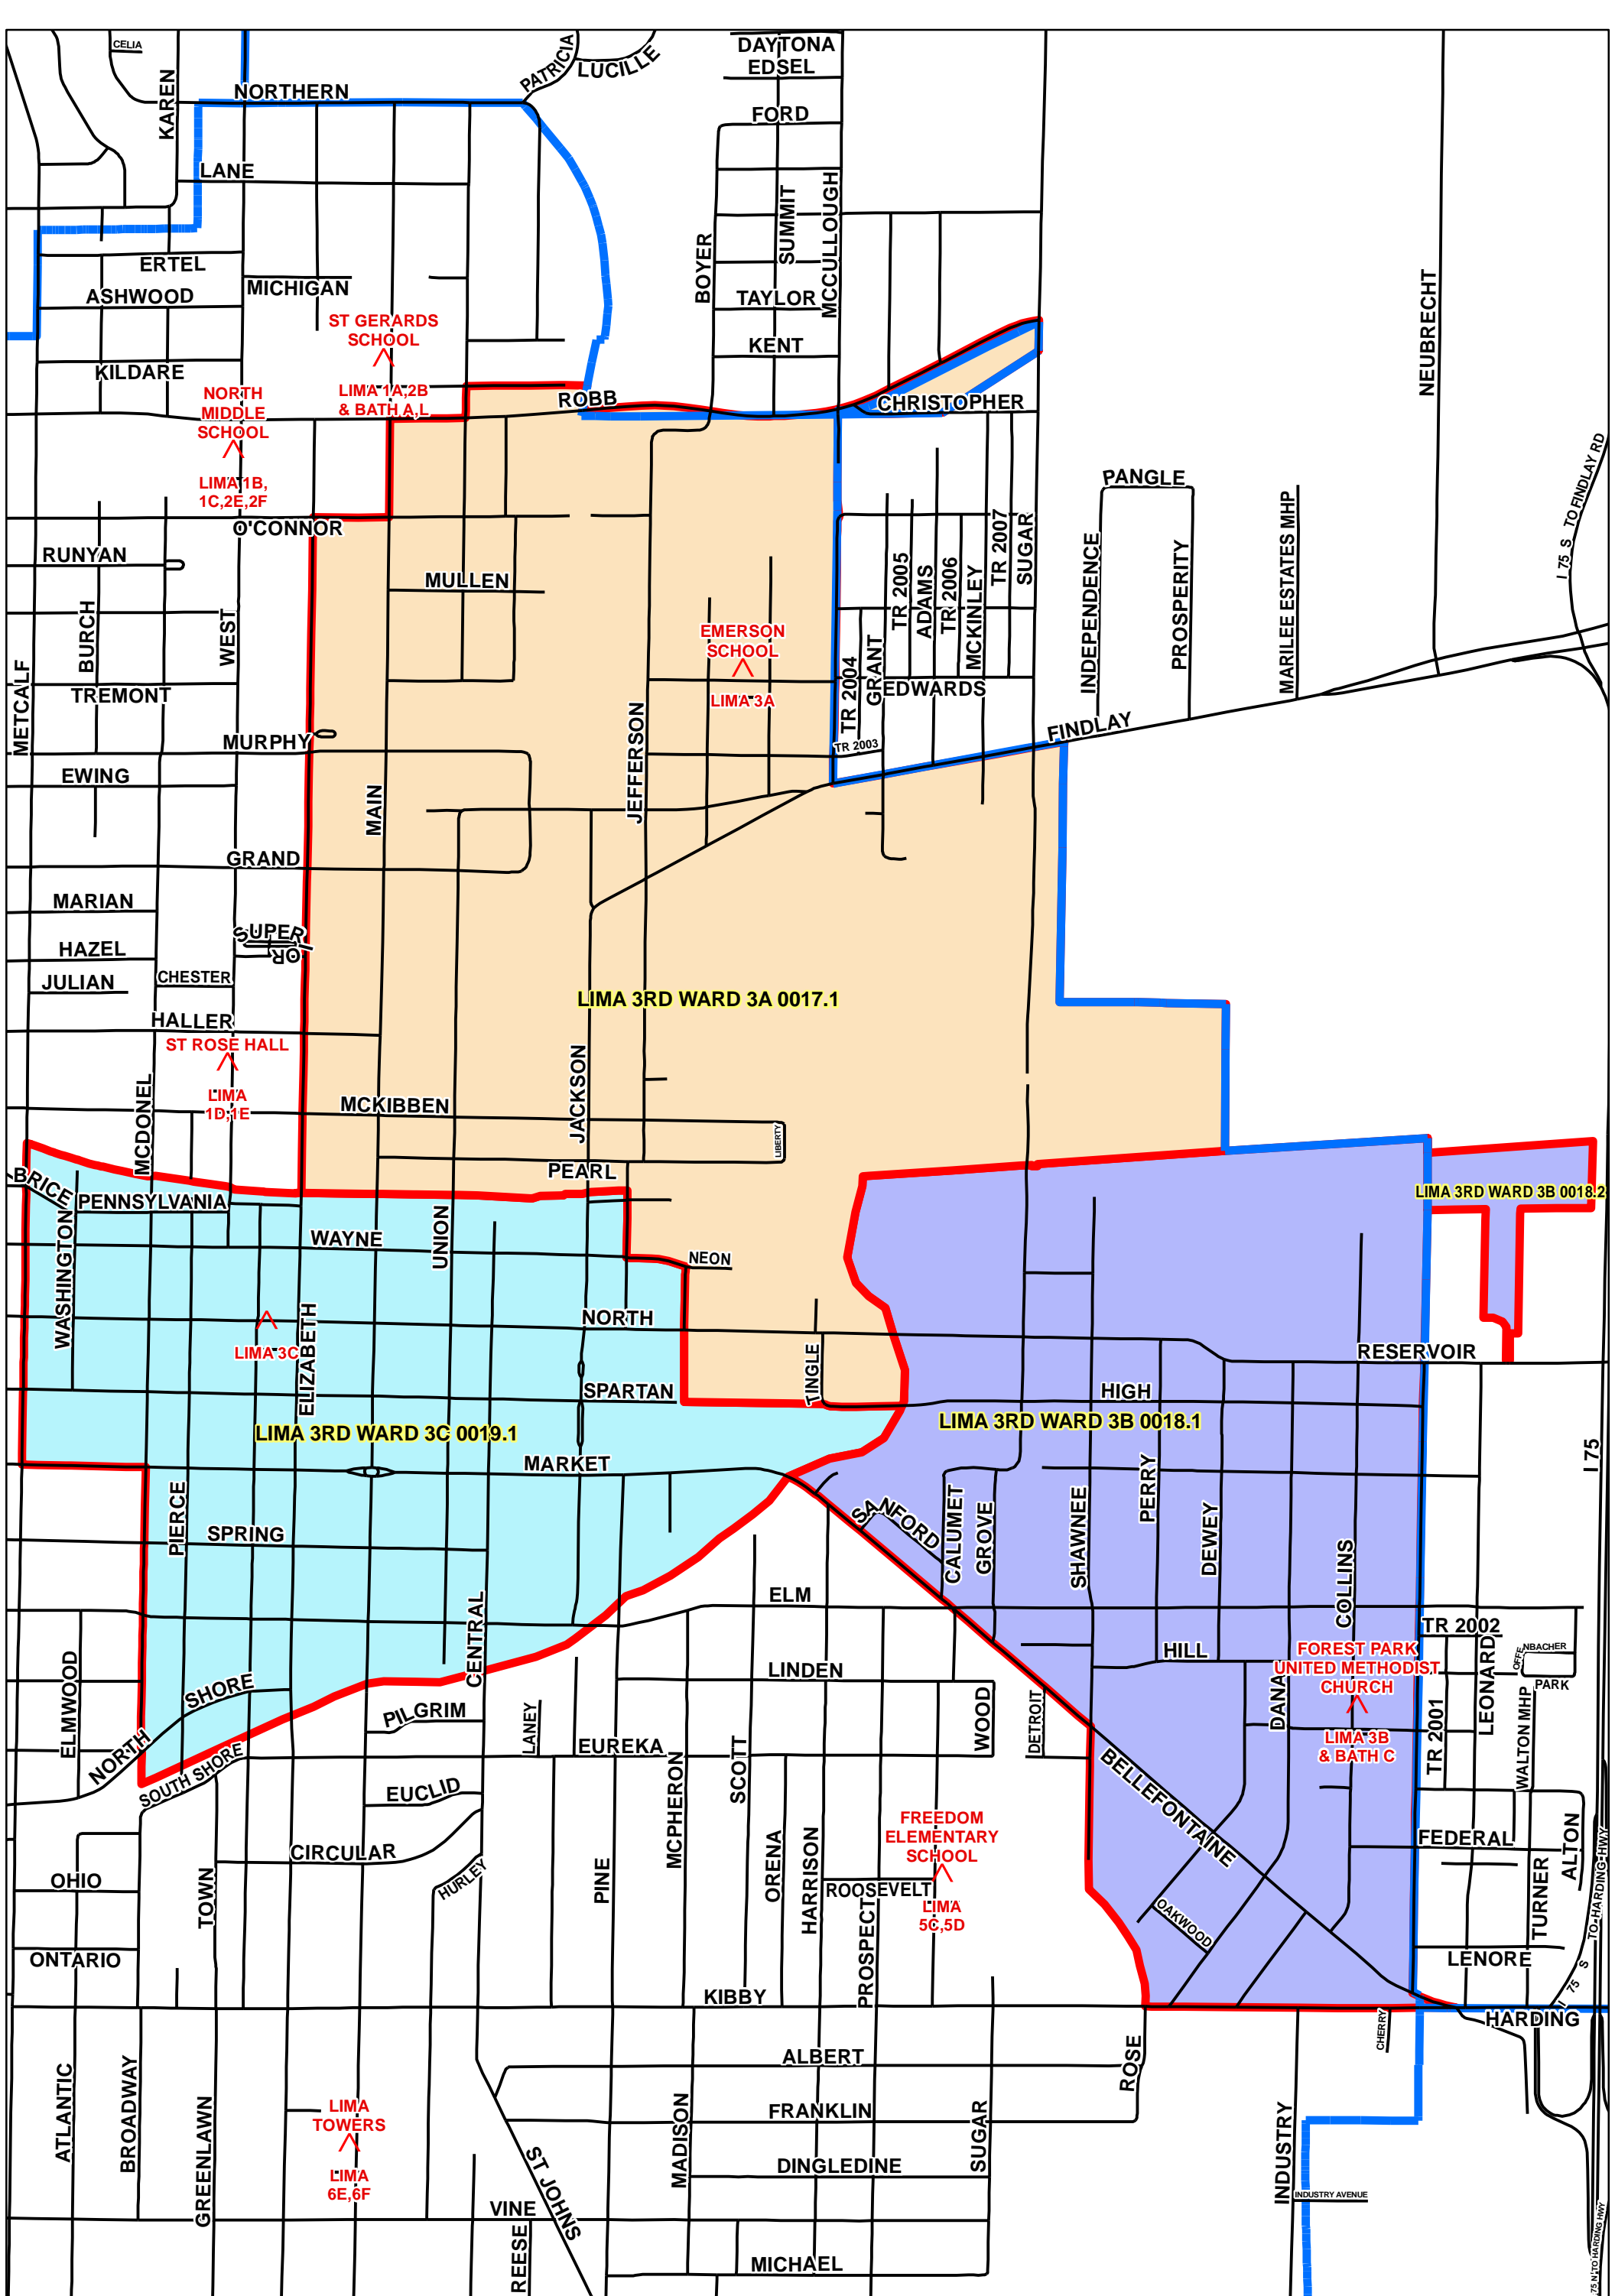 CELIA
KAREN
NORTHERN
PATRICIA
LUCILLE
DAYTONA
EDSEL
FORD
LANE
SUMMIT
MCCULLOUGH
BOYER
ERTEL
ASHWOOD
MICHIGAN
TAYLOR
KENT
NEUBRECHT
ST GERARDS
SCHOOL
LIMA 1A,2B
& BATH A,L
KILDARE
NORTH
MIDDLE
SCHOOL
LIMA 1B,
1C,2E,2F
ROBB
CHRISTOPHER
O'CONNOR
PANGLE
I 75 S TO FINDLAY RD
RUNYAN
BURCH
WEST
MULLEN
METCALF
TREMONT
EMERSON
SCHOOL
LIMA 3A
TR 2004
GRANT
TR 2005
ADAMS
TR 2006
MCKINLEY
TR 2007
SUGAR
EDWARDS
TR 2003
INDEPENDENCE
PROSPERITY
MARILEE ESTATES MHP
FINDLAY
MURPHY
EWING
MAIN
JEFFERSON
GRAND
MARIAN
HAZEL
JULIAN
SUPERIOR
CHESTER
HALLER
ST ROSE HALL
LIMA
1D,1E
LIMA 3RD WARD 3A 0017.1
MCDONEL
MCKIBBEN
JACKSON
LIBERTY
PEARL
BRICE
PENNSYLVANIA
WASHINGTON
WAYNE
UNION
NEON
LIMA 3RD WARD 3B 0018.2
NORTH
LIMA 3C
ELIZABETH
SPARTAN
TINGLE
RESERVOIR
HIGH
LIMA 3RD WARD 3C 0019.1
LIMA 3RD WARD 3B 0018.1
MARKET
I 75
PIERCE
SPRING
SANFORD
CALUMET
GROVE
SHAWNEE
PERRY
DEWEY
COLLINS
ELM
CENTRAL
TR 2002
LEONARD
NBACHER
OFFE
PARK
HILL
DANA
FOREST PARK
UNITED METHODIST
CHURCH
LIMA 3B
& BATH C
TR 2001
WALTON MHP
ELMWOOD
NORTH SHORE
SOUTH SHORE
PILGRIM
LANEY
LINDEN
WOOD
DETROIT
EUREKA
MCPHERON
SCOTT
EUCLID
BELLEFONTAINE
CIRCULAR
HURLEY
FREEDOM
ELEMENTARY
SCHOOL
LIMA
5C,5D
ROOSEVELT
FEDERAL
ALTON
TURNER
OHIO
TOWN
PINE
ORENA
HARRISON
PROSPECT
OAKWOOD
ONTARIO
LENORE
I 75 S TO HARDING HWY
KIBBY
HARDING
CHERRY
ROSE
ALBERT
ATLANTIC
BROADWAY
GREENLAWN
LIMA
TOWERS
LIMA
6E,6F
FRANKLIN
MADISON
SUGAR
INDUSTRY
DINGLEDINE
INDUSTRY AVENUE
ST JOHNS
VINE
REESE
MICHAEL
75 N TO HARDING HWY